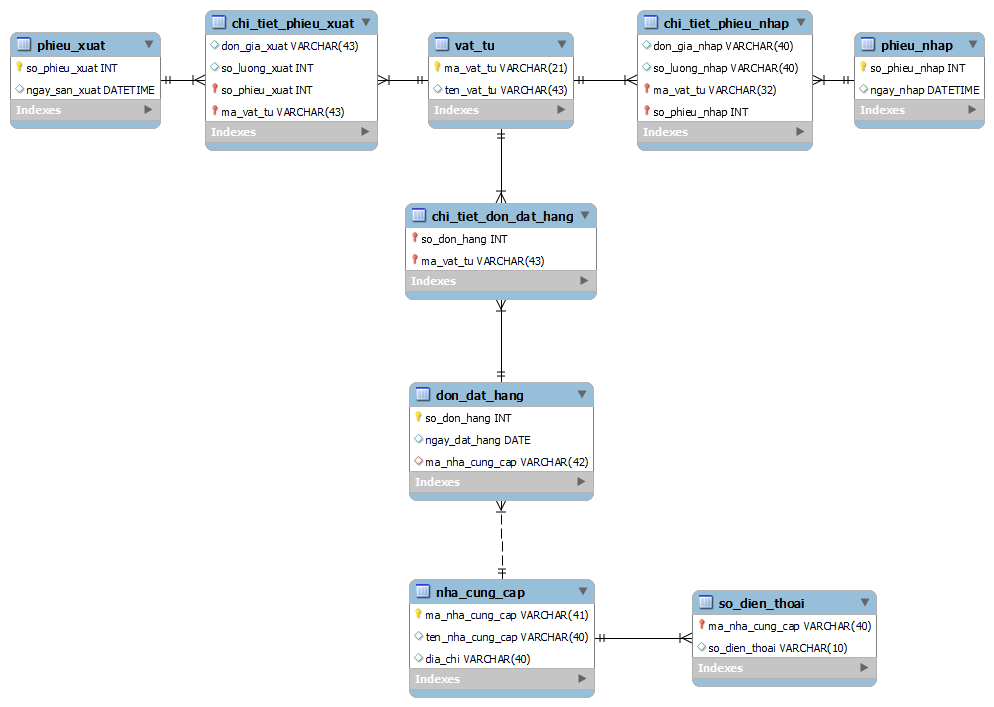 phieu_xuat
so_phieu_xuat INT
ngay_san_xuat DATETIME
Indexes
chi_tiet_phieu_xuat
don_gia_xuat VARCHAR(43)
so_luong_xuat INT
so_phieu_xuat INT
ma_vat_tu VARCHAR(43)
Indexes
vat_tu
ma_vat_tu VARCHAR(21)
ten_vat_tu VARCHAR(43)
Indexes
chi_tiet_phieu_nhap
don_gia_nhap VARCHAR(40)
so_luong_nhap VARCHAR(40)
ma_vat_tu VARCHAR(32)
so_phieu_nhap INT
Indexes
phieu_nhap
so_phieu_nhap INT
ngay_nhap DATETIME
Indexes
chi_tiet_don_dat_hang
so_don_hang INT
ma_vat_tu VARCHAR(43)
Indexes
don_dat_hang
so_don_hang INT
ngay_dat_hang DATE
ma_nha_cung_cap VARCHAR(42)
Indexes
nha_cung_cap
ma_nha_cung_cap VARCHAR(41)
ten_nha_cung_cap VARCHAR(40)
dia_chi VARCHAR(40)
Indexes
so_dien_thoai
ma_nha_cung_cap VARCHAR(40)
so_dien_thoai VARCHAR(10)
Indexes